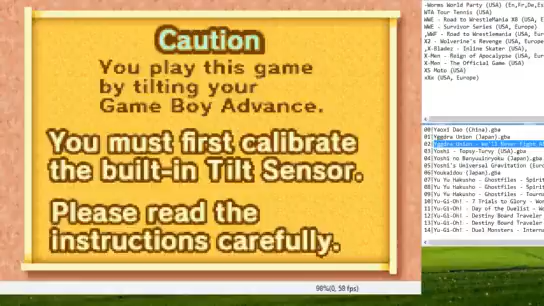 Caution
You play this game
by tilting your
Game Boy Advance.
You must first calibrate
the built-in Tilt Sensor.
Please read the
instructions carefully.
98%(0, 58 fps)
-Worms World Party (USA) (En,Fr,De,Es
WTA Tour Tennis (USA)
WWE - Road to WrestleMania X8 (USA, E
WWE - Survivor Series (USA, Europe)
WWF - Road to Wrestlemania (USA, Eur
X2 - Wolverine's Revenge (USA, Europe
X-Bladez - Inline Skater (USA),
X-Men - Reign of Apocalypse (USA, Eur
X-Men - The Official Game (USA)
XS Moto (USA)
xXx (USA, Europe)
00[Yaoxi Dao (China).gba
01[Yggdra Union (Japan).gba
02[Yggdra Union - We'll Never Fight Al
03[Yoshi - Topsy-Turvy (USA).gba
04[Yoshi no Banyuuinryoku (Japan).gba
05[Yoshi's Universal Gravitation (Euro
06[Youkaidou (Japan).gba
07[Yu Yu Hakusho - Ghostfiles - Spirit
08[Yu Yu Hakusho - Ghostfiles - Spirit
09[Yu Yu Hakusho - Ghostfiles - Tourna
10[Yu-Gi-Oh! - 7 Trials to Glory - Wor
11[Yu-Gi-Oh! - Day of the Duelist - Wo
12[Yu-Gi-Oh! - Destiny Board Traveler
13[Yu-Gi-Oh! - Destiny Board Traveler
14[Yu-Gi-Oh! - Duel Monsters - Interna